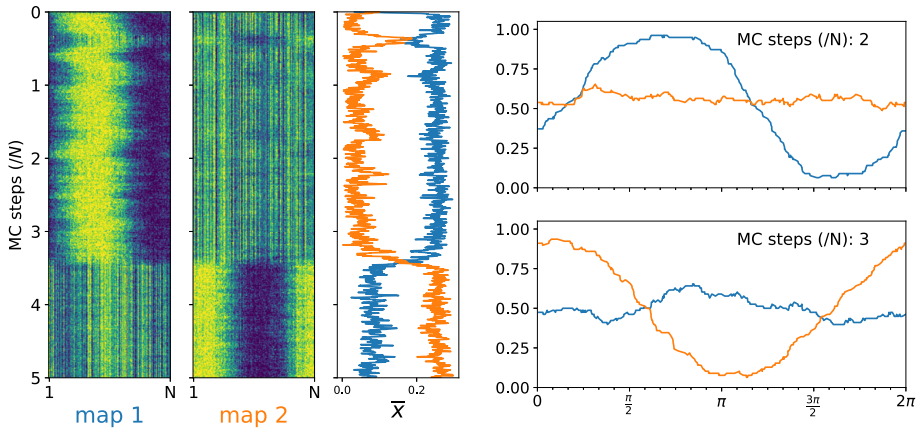 MC steps (/N)
0
1
2
3
4
5
1 N
map 1
1 N
map 2
0.0 0.2
x̅
1.00
0.75
0.50
0.25
0.00
MC steps (/N): 2
1.00
0.75
0.50
0.25
0.00
MC steps (/N): 3
0 π/2 π 3π/2 2π